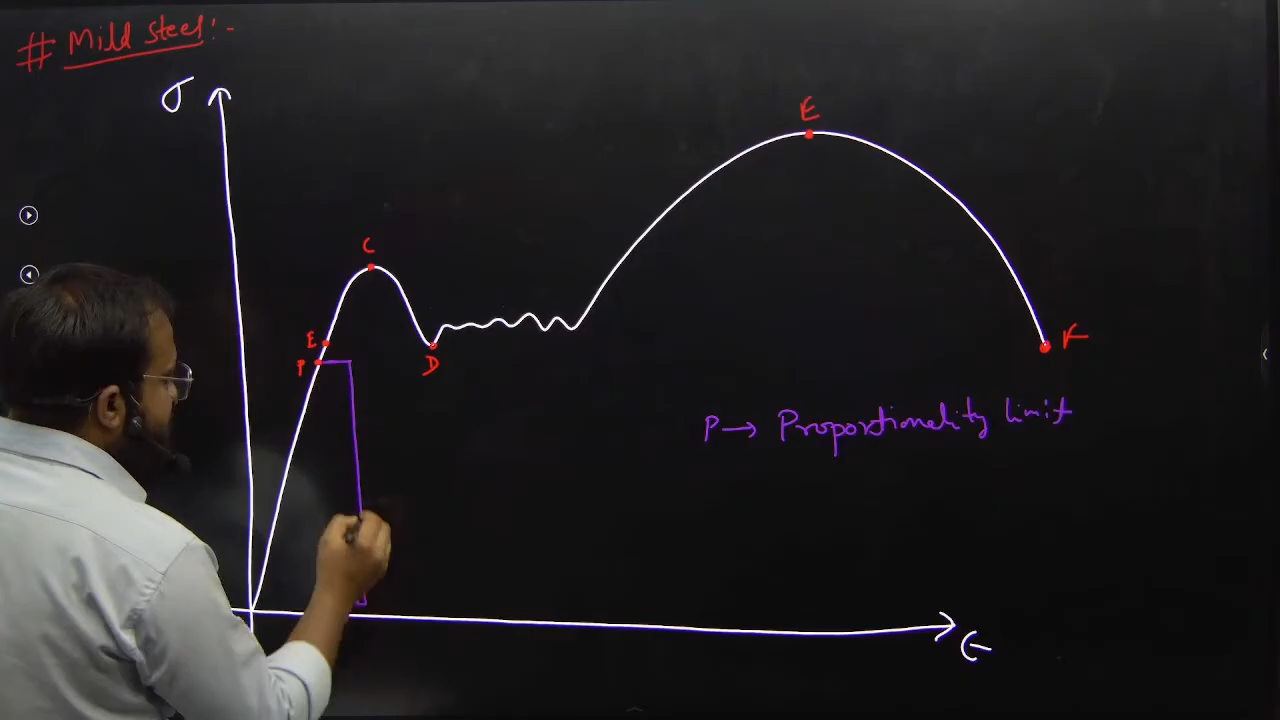 # Mild steel:-
σ
E
C
E
P
D
F
P → Proportionality limit
ϵ